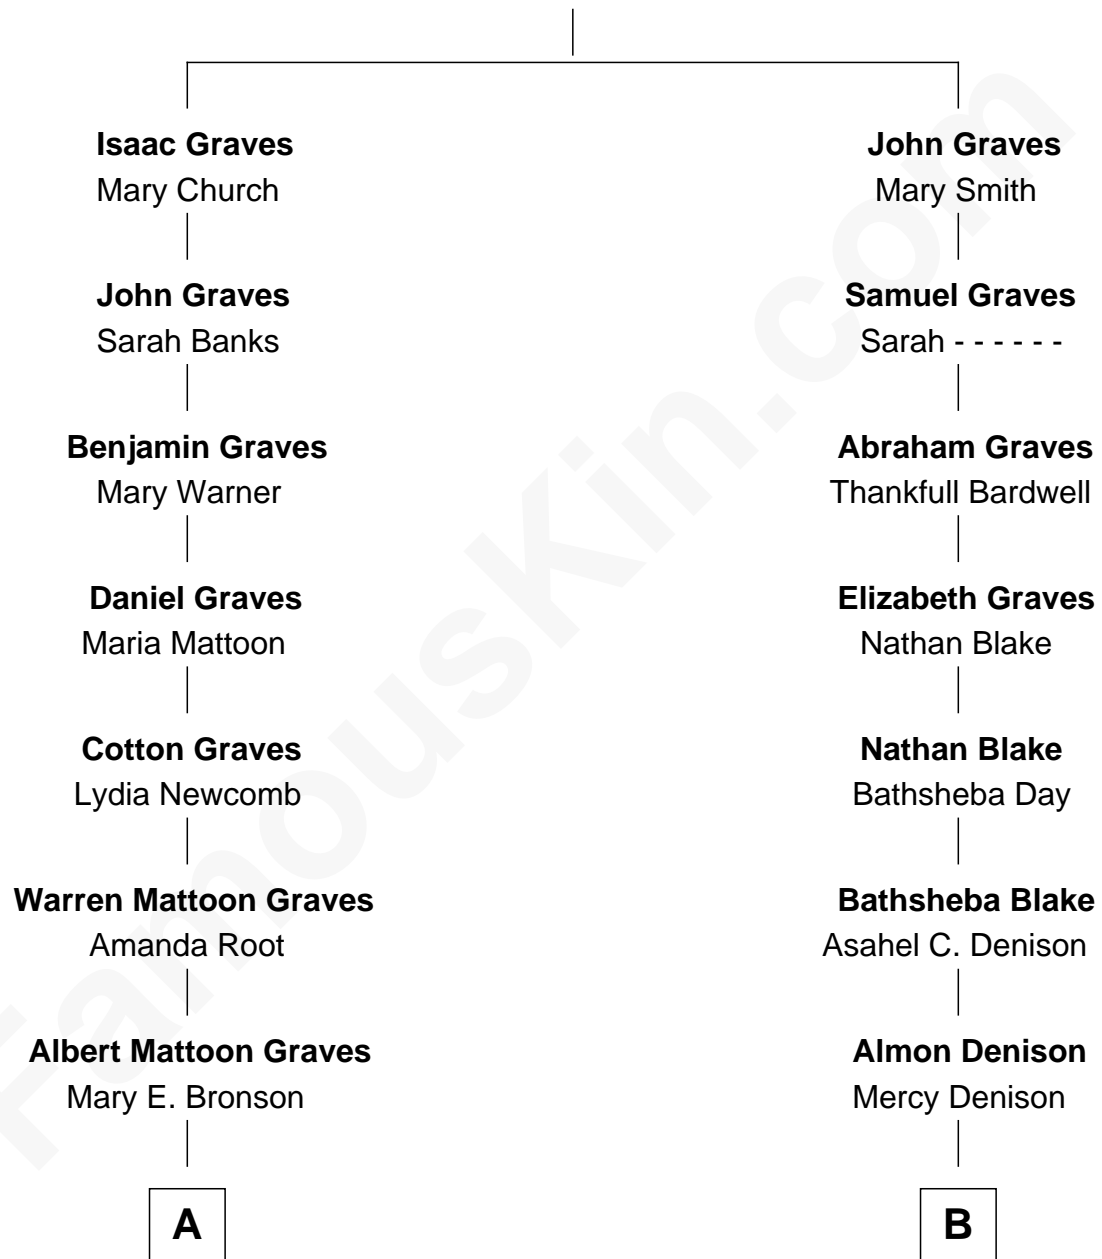 Isaac Graves
Mary Church
John Graves
Sarah Banks
Benjamin Graves
Mary Warner
Daniel Graves
Maria Mattoon
Cotton Graves
Lydia Newcomb
Warren Mattoon Graves
Amanda Root
Albert Mattoon Graves
Mary E. Bronson
A
John Graves
Mary Smith
Samuel Graves
Sarah - - - - - -
Abraham Graves
Thankfull Bardwell
Elizabeth Graves
Nathan Blake
Nathan Blake
Bathsheba Day
Bathsheba Blake
Asahel C. Denison
Almon Denison
Mercy Denison
B
FamousKin.com